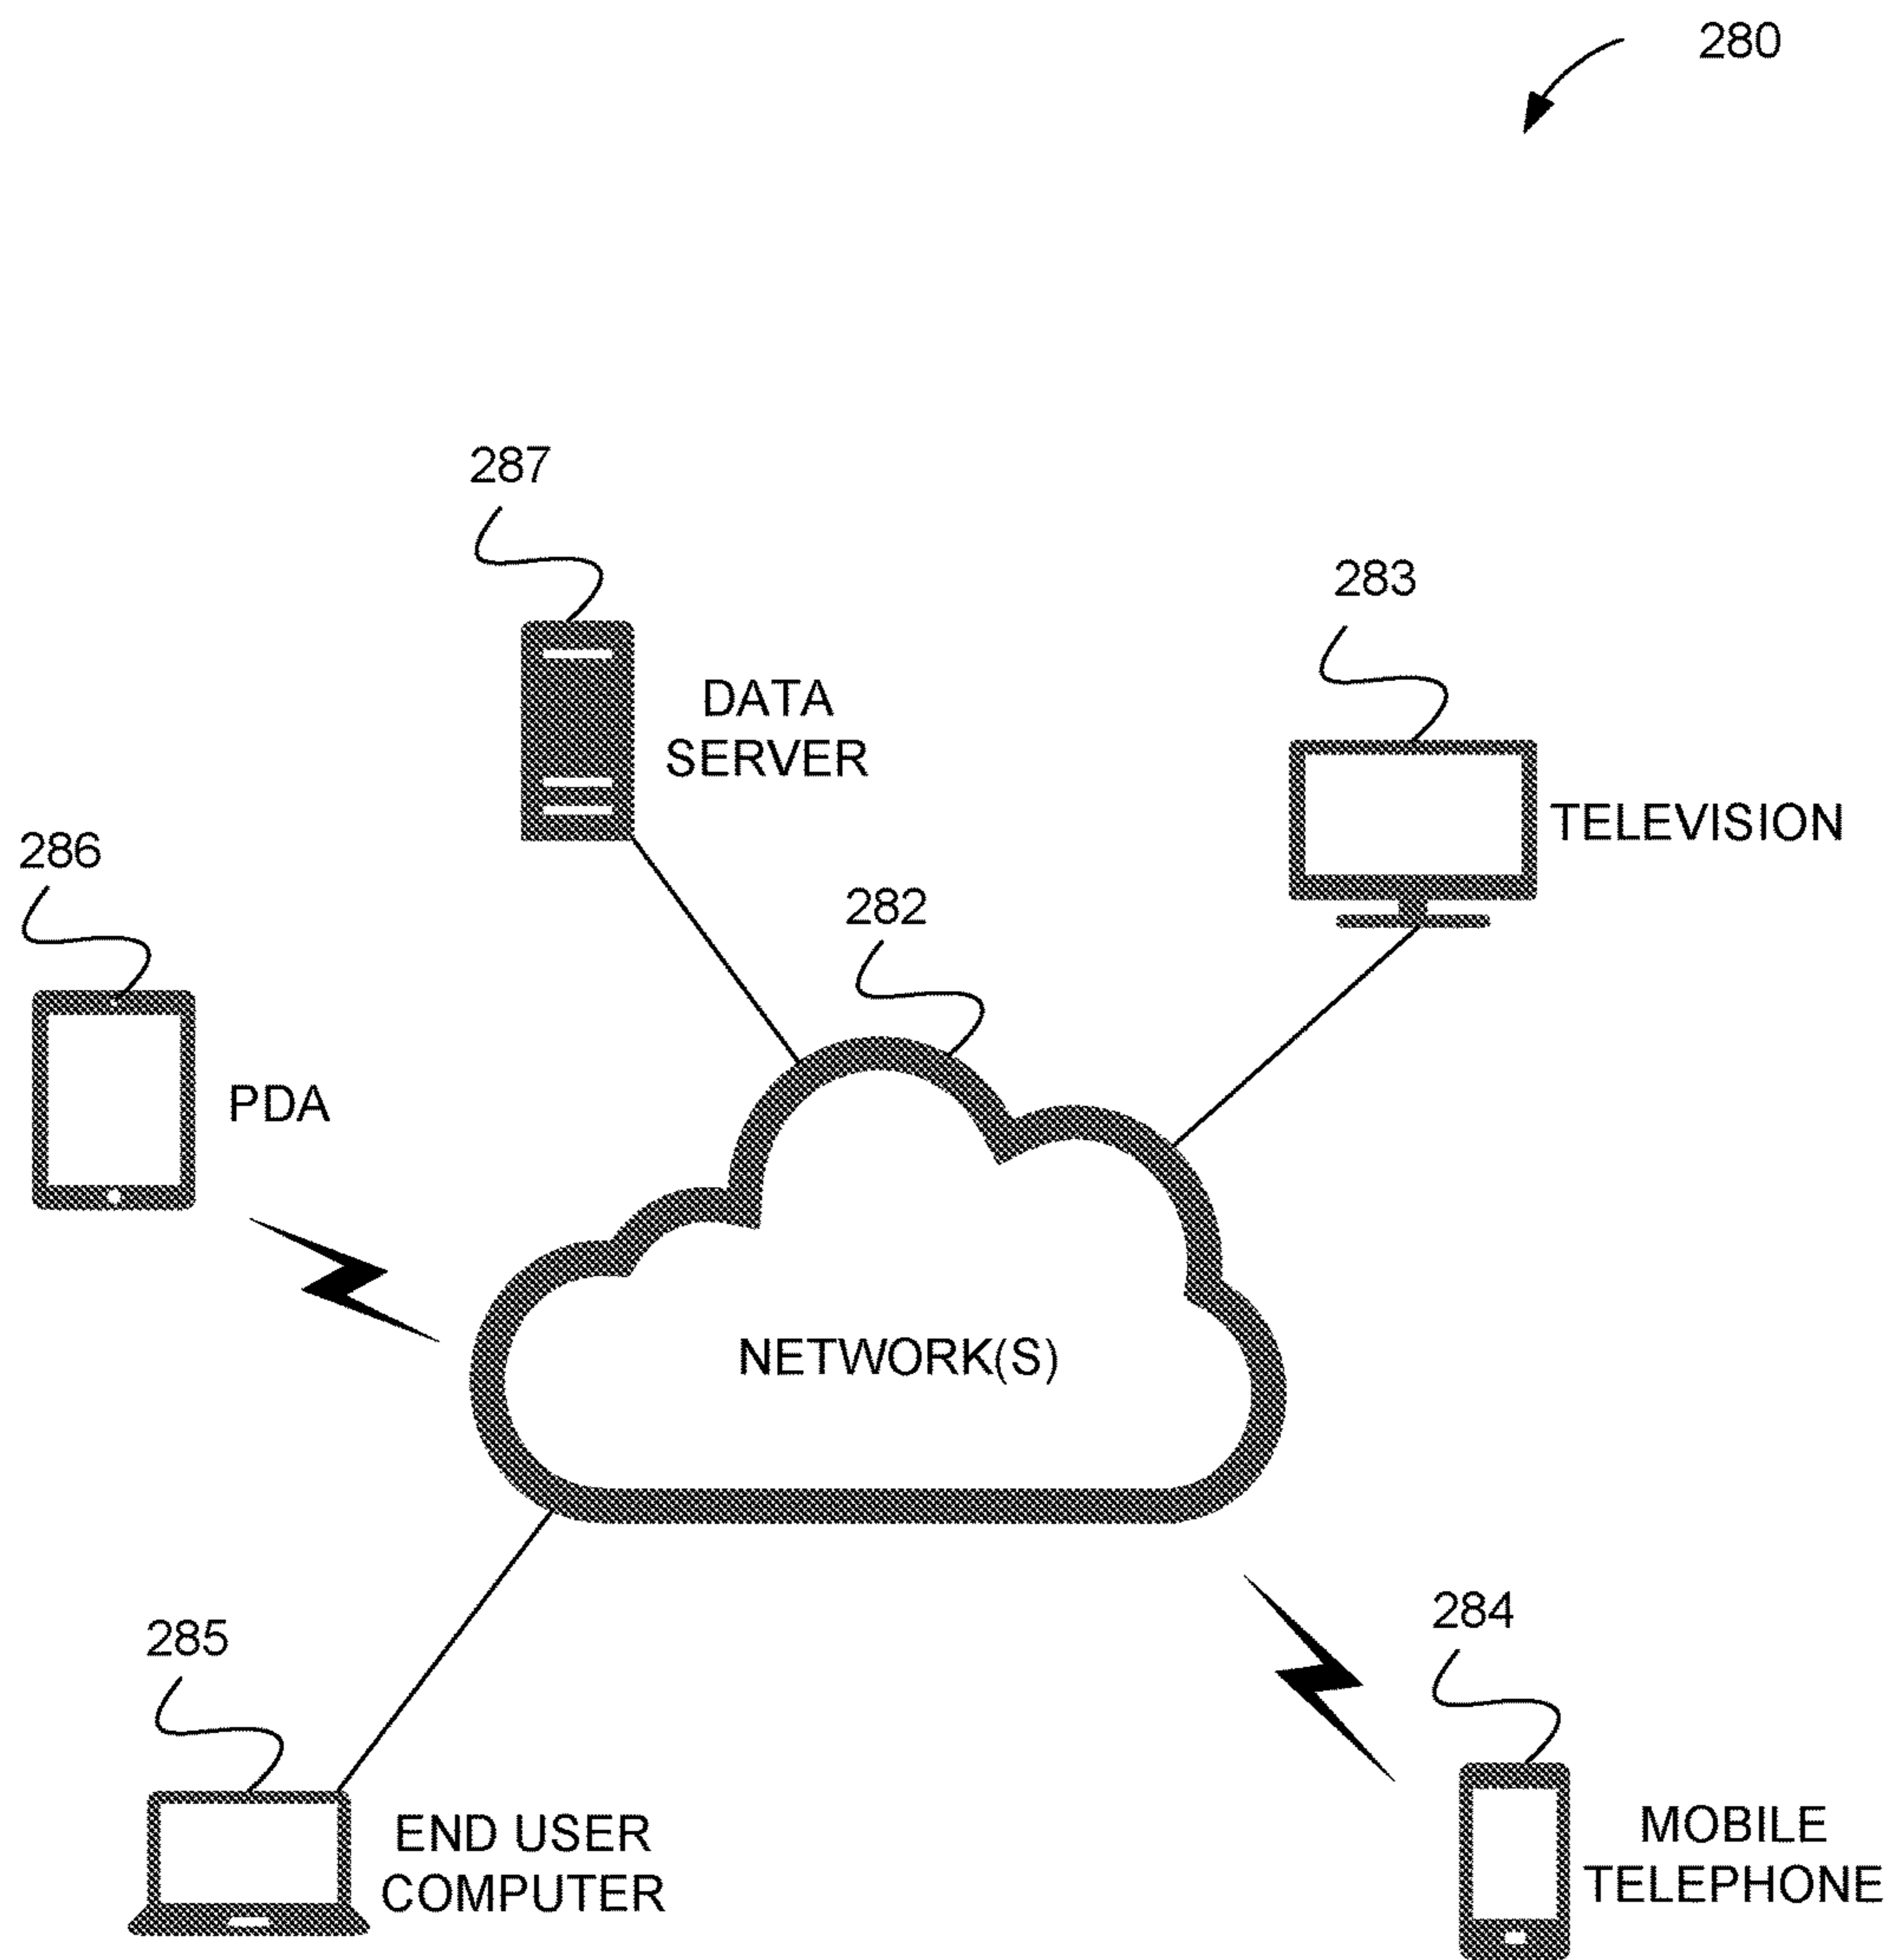 280
287
283
DATA
SERVER
TELEVISION
286
282
PDA
NETWORK(S)
285
284
END USER
COMPUTER
MOBILE
TELEPHONE